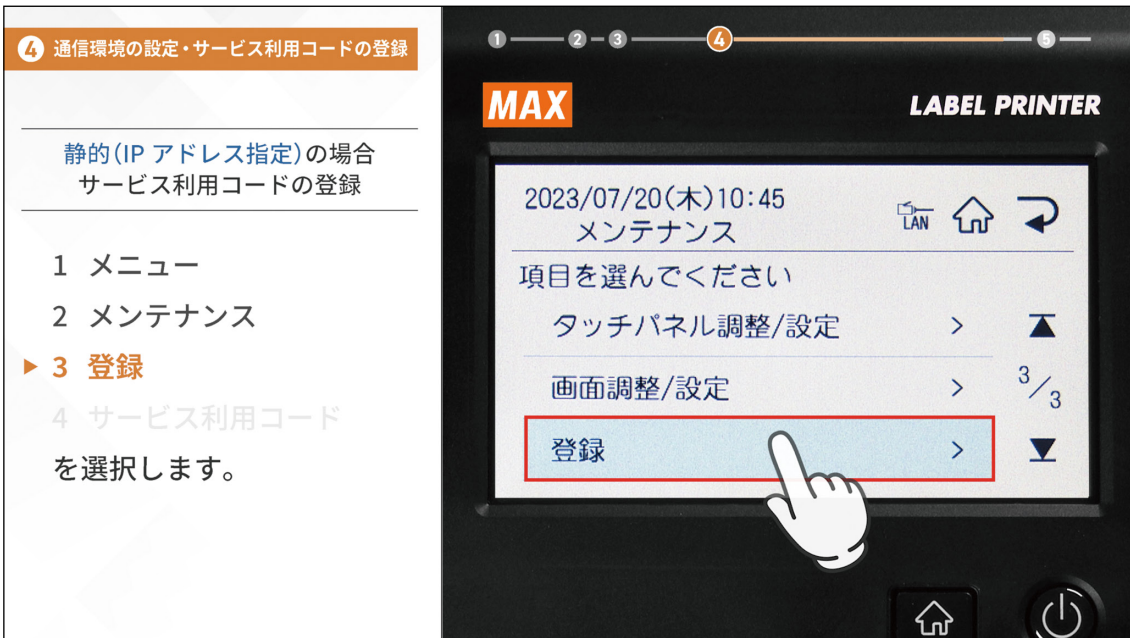 4 通信環境の設定・サービス利用コードの登録
静的(IP アドレス指定)の場合
サービス利用コードの登録
1 メニュー
2 メンテナンス
▶ 3 登録
4 サービス利用コード
を選択します。
1 2 3 4 5
MAX LABEL PRINTER
2023/07/20(木)10:45
LAN
メンテナンス
項目を選んでください
タッチパネル調整/設定 >
画面調整/設定 >
3/3
登録 >